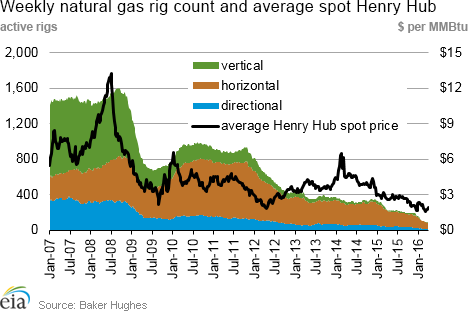 Weekly natural gas rig count and average spot Henry Hub
active rigs
$ per MMBtu
2,000
1,600
1,200
800
400
0
$15
$12
$9
$6
$3
$0
vertical
horizontal
directional
average Henry Hub spot price
Jan-07
Jul-07
Jan-08
Jul-08
Jan-09
Jul-09
Jan-10
Jul-10
Jan-11
Jul-11
Jan-12
Jul-12
Jan-13
Jul-13
Jan-14
Jul-14
Jan-15
Jul-15
Jan-16
eia
Source: Baker Hughes